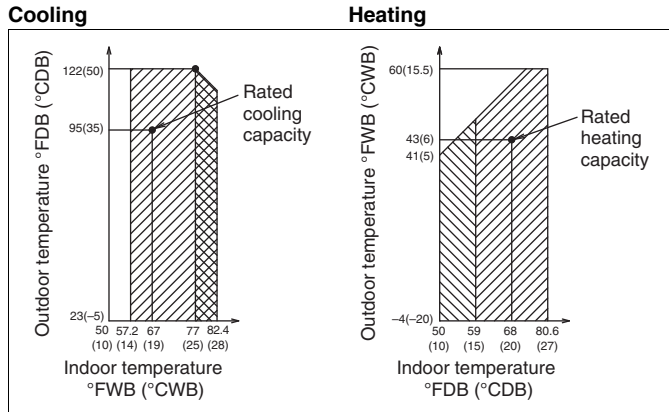 Cooling
Outdoor temperature °FDB (°CDB)
122(50)
95(35)
23(–5)
Rated
cooling
capacity
50 57.2 67 77 82.4
(10) (14) (19) (25) (28)
Indoor temperature
°FWB (°CWB)
Heating
Outdoor temperature °FWB (°CWB)
60(15.5)
43(6)
41(5)
–4(–20)
Rated
heating
capacity
50 59 68 80.6
(10) (15) (20) (27)
Indoor temperature
°FDB (°CDB)